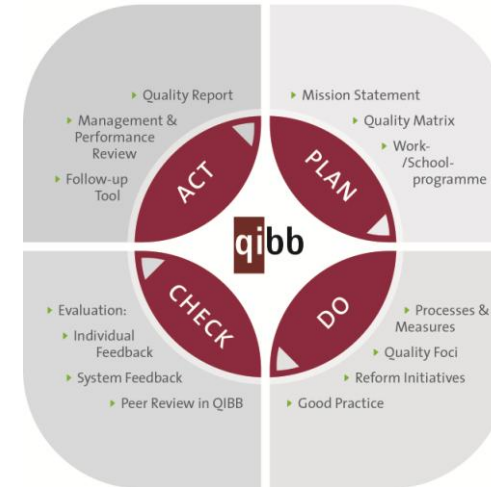 Quality Report
Management &
Performance
Review
Follow-up
Tool
ACT
Mission Statement
Quality Matrix
Work-
/School-
programme
PLAN
qibb
Evaluation:
Individual
Feedback
System Feedback
Peer Review in QIBB
CHECK
Processes &
Measures
Quality Foci
Reform Initiatives
Good Practice
DO